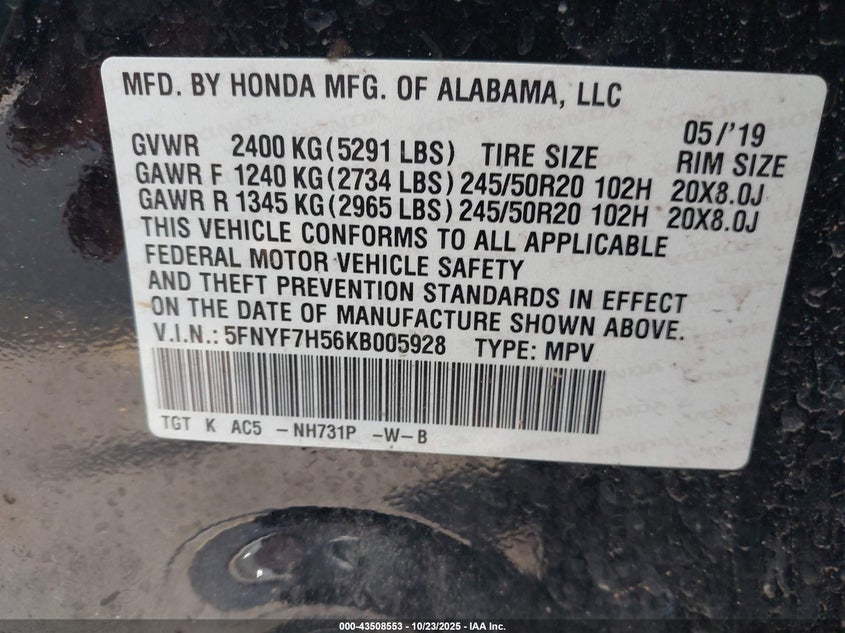 MFD. BY HONDA MFG. OF ALABAMA, LLC
05/'19
GVWR 2400 KG(5291 LBS) TIRE SIZE RIM SIZE
GAWR F 1240 KG(2734 LBS) 245/50R20 102H 20X8.0J
GAWR R 1345 KG(2965 LBS) 245/50R20 102H 20X8.0J
THIS VEHICLE CONFORMS TO ALL APPLICABLE
FEDERAL MOTOR VEHICLE SAFETY
AND THEFT PREVENTION STANDARDS IN EFFECT
ON THE DATE OF MANUFACTURE SHOWN ABOVE.
V.I.N.: 5FNYF7H56KB005928 TYPE: MPV
TGT K AC5 -NH731P -W-B
000-43508553 | 10/23/2025 - IAA Inc.